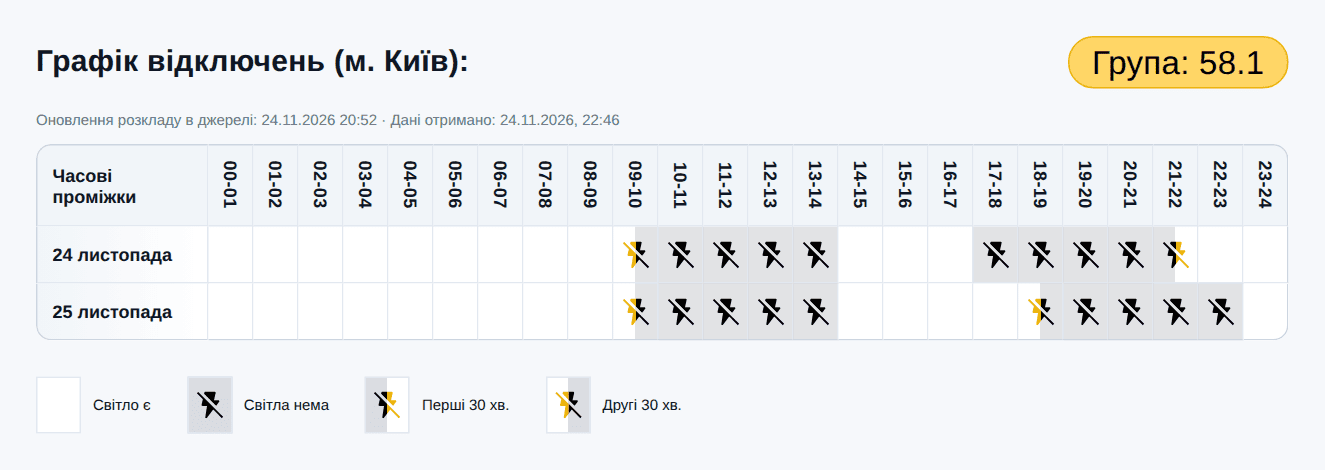 Графік відключень (м. Київ):
Група: 58.1
Оновлення розкладу в джерелі: 24.11.2026 20:52 · Дані отримано: 24.11.2026, 22:46
Часові
проміжки
00-01
01-02
02-03
03-04
04-05
05-06
06-07
07-08
08-09
09-10
10-11
11-12
12-13
13-14
14-15
15-16
16-17
17-18
18-19
19-20
20-21
21-22
22-23
23-24
24 листопада
25 листопада
Світло є
Світла нема
Перші 30 хв.
Другі 30 хв.